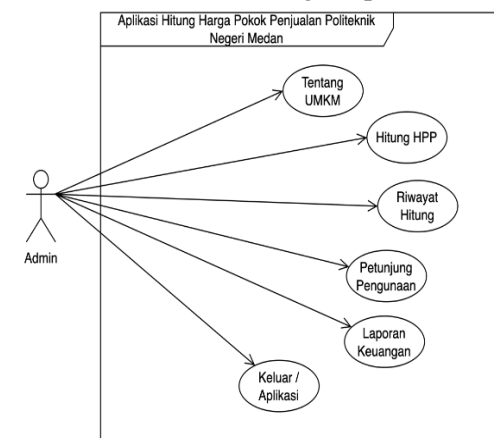 Aplikasi Hitung Harga Pokok Penjualan Politeknik
Negeri Medan
Tentang
UMKM
Hitung HPP
Riwayat
Hitung
Admin
Petunjung
Pengunaan
Laporan
Keuangan
Keluar /
Aplikasi